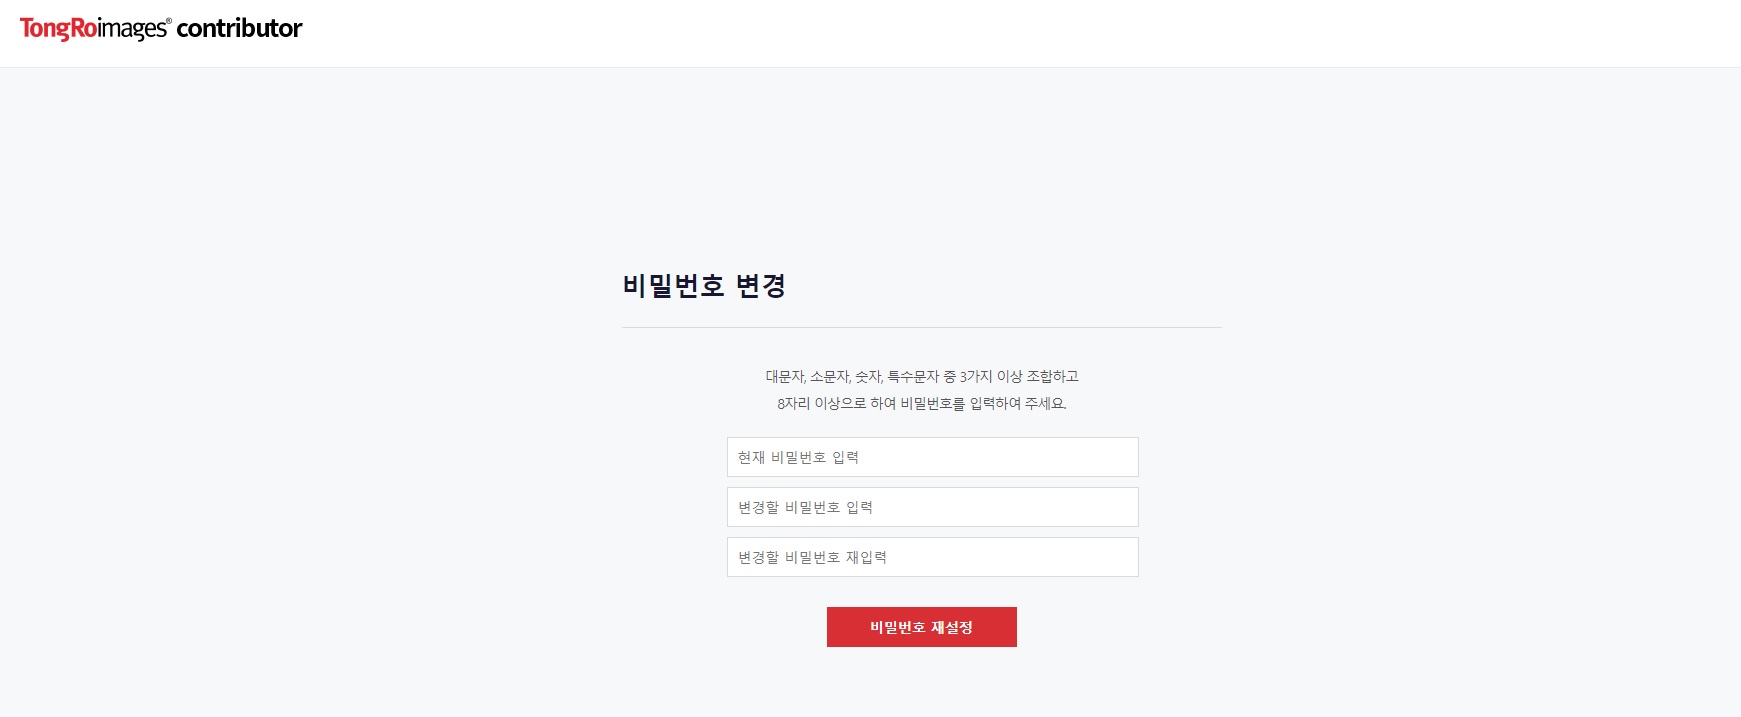 TongRoimages® contributor
비밀번호 변경
대문자, 소문자, 숫자, 특수문자 중 3가지 이상 조합하고
8자리 이상으로 하여 비밀번호를 입력하여 주세요.
현재 비밀번호 입력
변경할 비밀번호 입력
변경할 비밀번호 재입력
비밀번호 재설정